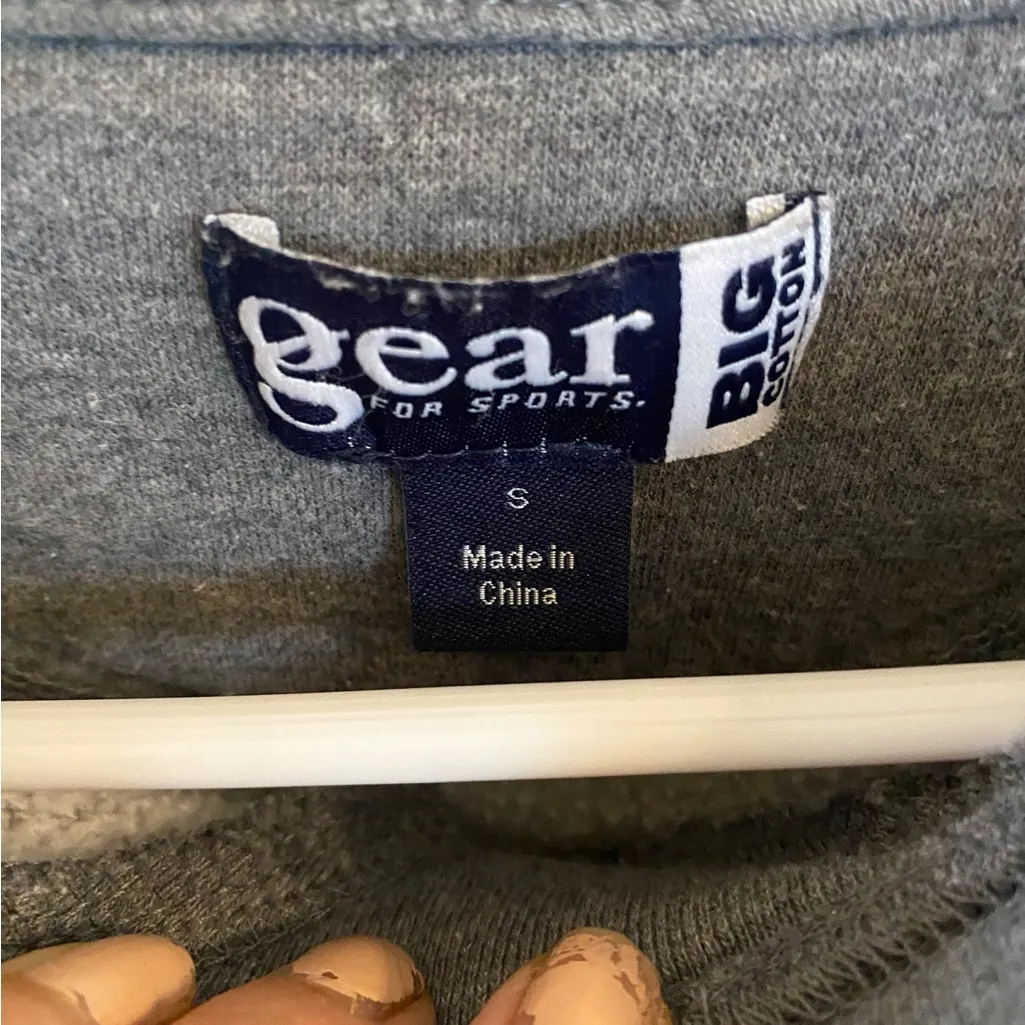 gear
FOR SPORTS.
BIG
COTTON
S
Made in
China